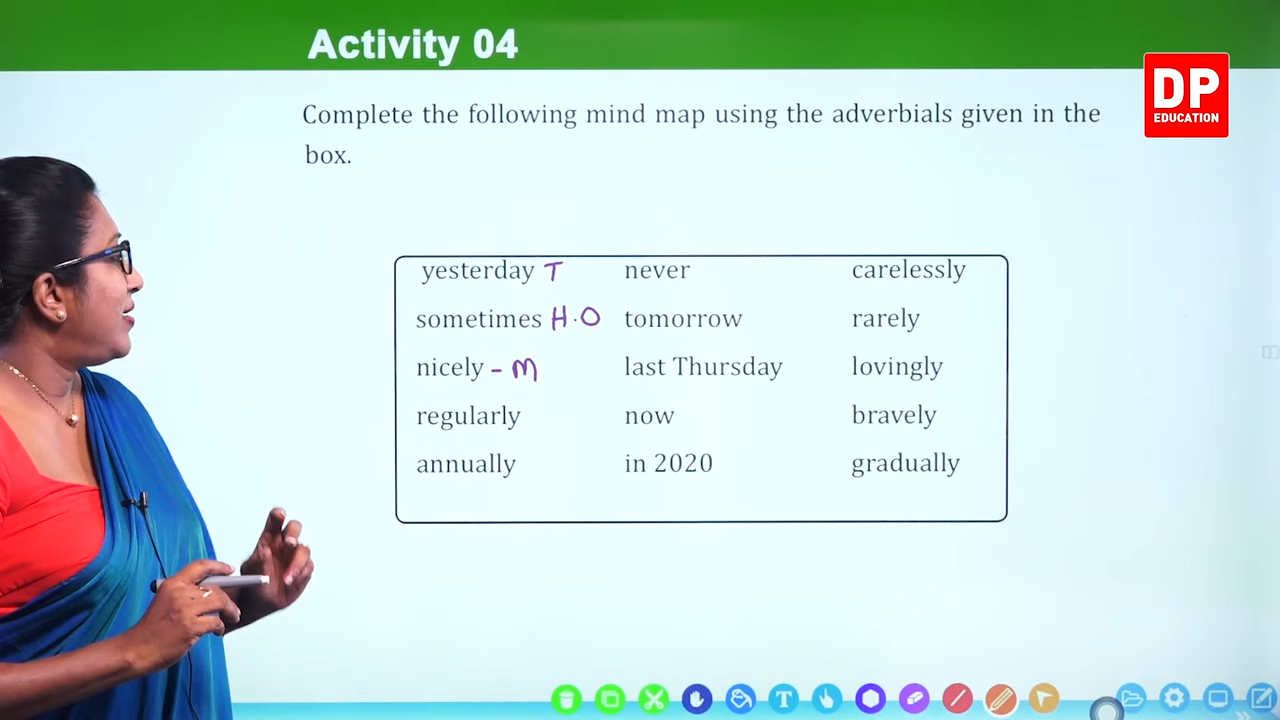 Activity 04
DP
EDUCATION
Complete the following mind map using the adverbials given in the
box.
yesterday T never carelessly
sometimes H.O tomorrow rarely
nicely - M last Thursday lovingly
regularly now bravely
annually in 2020 gradually
T